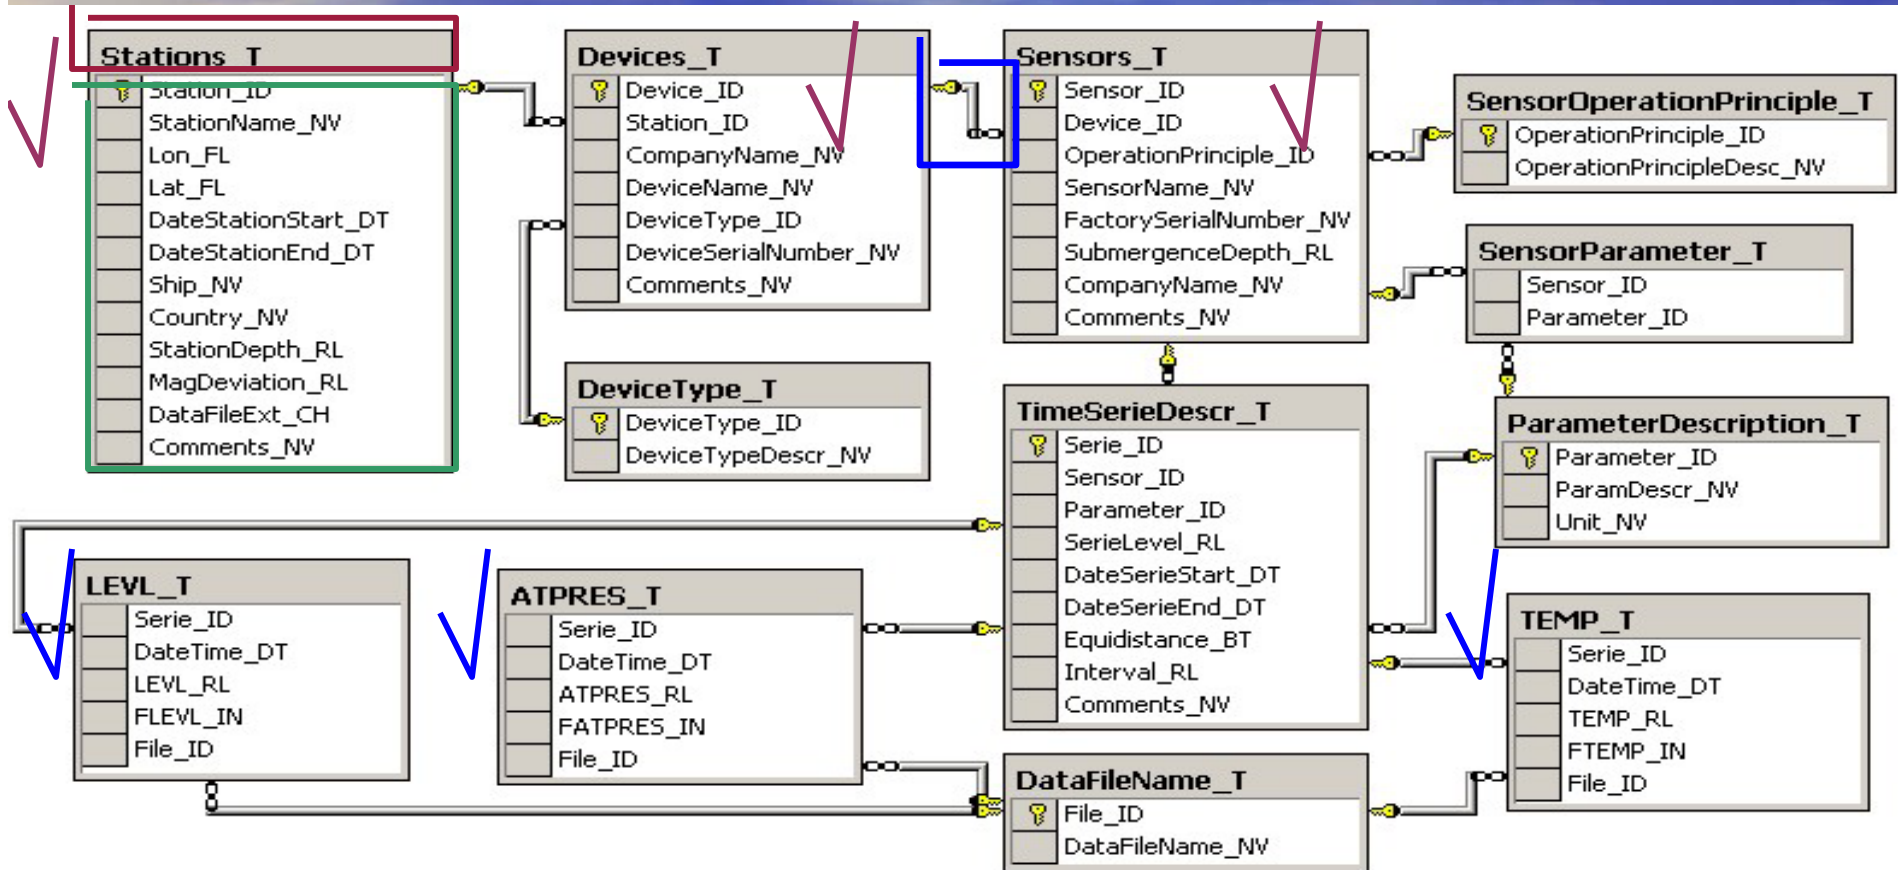 Stations_T
Station_ID
StationName_NV
Lon_FL
Lat_FL
DateStationStart_DT
DateStationEnd_DT
Ship_NV
Country_NV
StationDepth_RL
MagDeviation_RL
DataFileExt_CH
Comments_NV
Devices_T
Device_ID
Station_ID
CompanyName_NV
DeviceName_NV
DeviceType_ID
DeviceSerialNumber_NV
Comments_NV
Sensors_T
Sensor_ID
Device_ID
OperationPrinciple_ID
SensorName_NV
FactorySerialNumber_NV
SubmergenceDepth_RL
CompanyName_NV
Comments_NV
SensorOperationPrinciple_T
OperationPrinciple_ID
OperationPrincipleDesc_NV
SensorParameter_T
Sensor_ID
Parameter_ID
DeviceType_T
DeviceType_ID
DeviceTypeDescr_NV
TimeSerieDescr_T
Serie_ID
Sensor_ID
Parameter_ID
SerieLevel_RL
DateSerieStart_DT
DateSerieEnd_DT
Equidistance_BT
Interval_RL
Comments_NV
ParameterDescription_T
Parameter_ID
ParamDescr_NV
Unit_NV
LEVL_T
Serie_ID
DateTime_DT
LEVL_RL
FLEVL_IN
File_ID
ATPRES_T
Serie_ID
DateTime_DT
ATPRES_RL
FATPRES_IN
File_ID
TEMP_T
Serie_ID
DateTime_DT
TEMP_RL
FTEMP_IN
File_ID
DataFileName_T
File_ID
DataFileName_NV